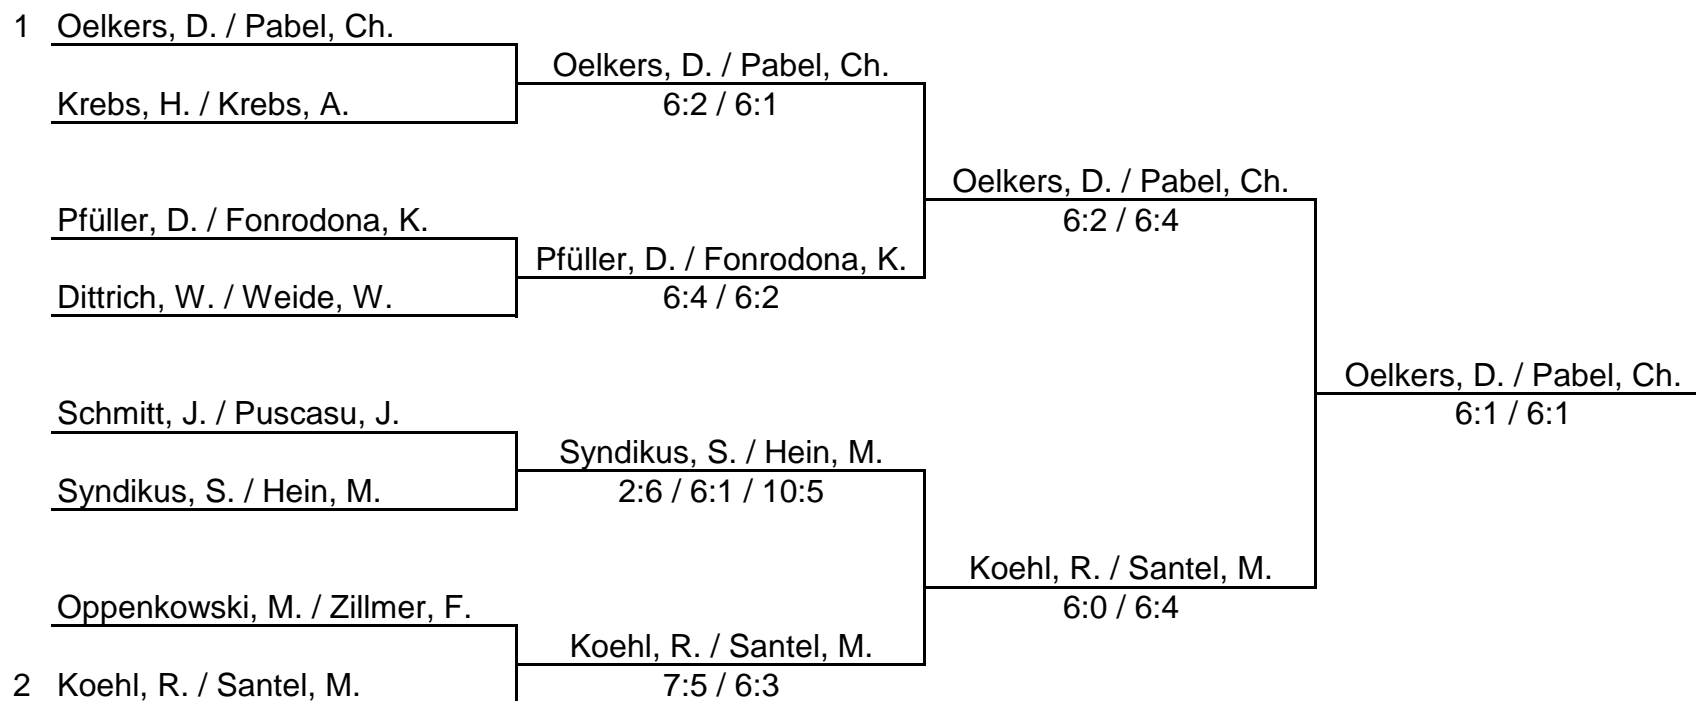 1 Oelkers, D. / Pabel, Ch.
Oelkers, D. / Pabel, Ch.
Krebs, H. / Krebs, A.
6:2 / 6:1
Oelkers, D. / Pabel, Ch.
Pfüller, D. / Fonrodona, K.
6:2 / 6:4
Pfüller, D. / Fonrodona, K.
Dittrich, W. / Weide, W.
6:4 / 6:2
Oelkers, D. / Pabel, Ch.
Schmitt, J. / Puscasu, J.
6:1 / 6:1
Syndikus, S. / Hein, M.
Syndikus, S. / Hein, M.
2:6 / 6:1 / 10:5
Koehl, R. / Santel, M.
Oppenkowski, M. / Zillmer, F.
6:0 / 6:4
Koehl, R. / Santel, M.
2 Koehl, R. / Santel, M.
7:5 / 6:3